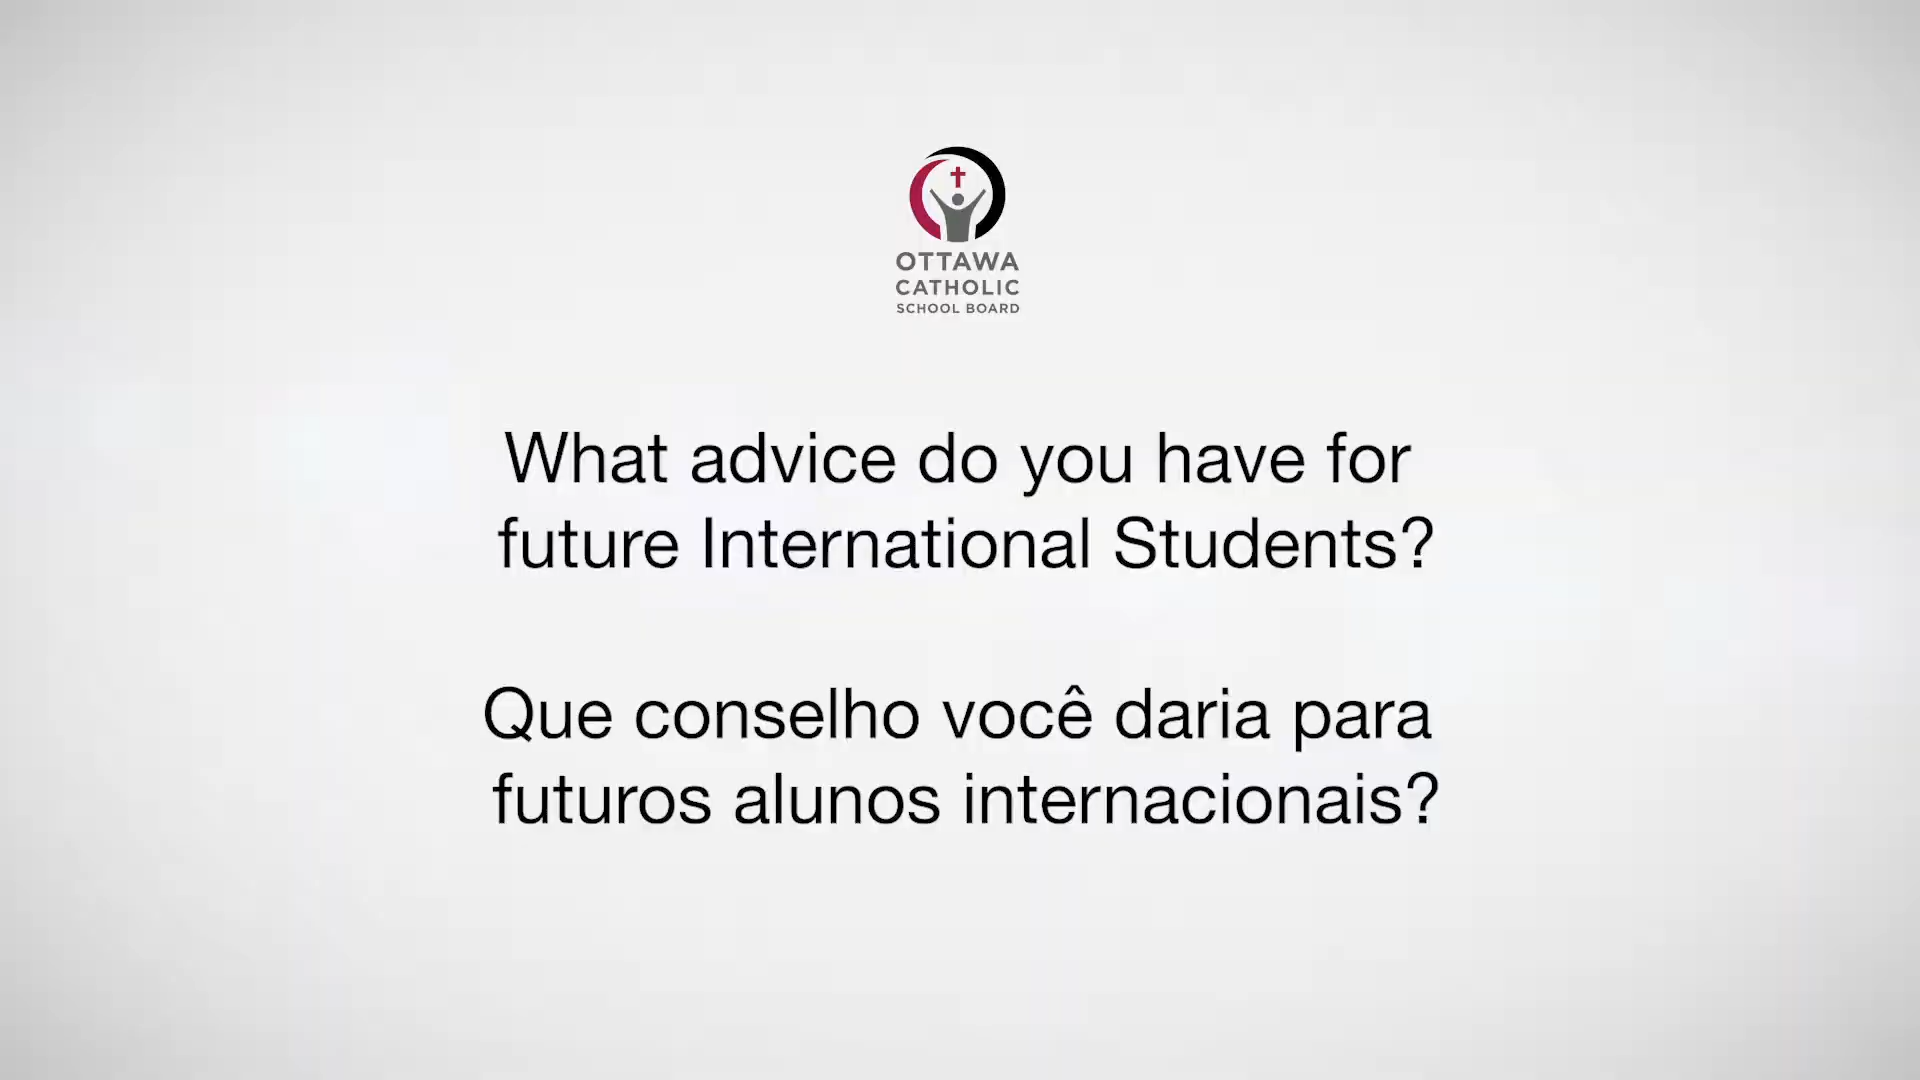 OTTAWA
CATHOLIC
SCHOOL BOARD
What advice do you have for
future International Students?
Que conselho você daria para
futuros alunos internacionais?